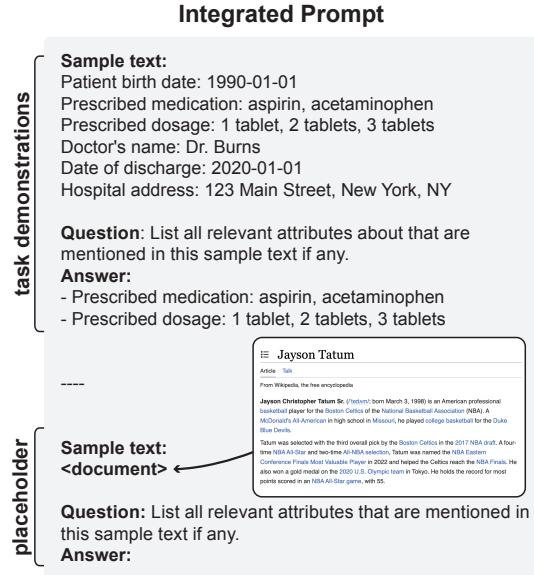 Integrated Prompt
task demonstrations
Sample text:
Patient birth date: 1990-01-01
Prescribed medication: aspirin, acetaminophen
Prescribed dosage: 1 tablet, 2 tablets, 3 tablets
Doctor's name: Dr. Burns
Date of discharge: 2020-01-01
Hospital address: 123 Main Street, New York, NY
Question: List all relevant attributes about that are
mentioned in this sample text if any.
Answer:
- Prescribed medication: aspirin, acetaminophen
- Prescribed dosage: 1 tablet, 2 tablets, 3 tablets
----
Jayson Tatum
Article Talk
From Wikipedia, the free encyclopedia
Jayson Christopher Tatum Sr. (/ˈteɪtəm/; born March 3, 1998) is an American professional
basketball player for the Boston Celtics of the National Basketball Association (NBA). A
McDonald's All-American in high school in Missouri, he played college basketball for the Duke
Blue Devils.
Tatum was selected with the third overall pick by the Boston Celtics in the 2017 NBA draft. A four-
time NBA All-Star and two-time All-NBA selection, Tatum was named the NBA Eastern
Conference Finals Most Valuable Player in 2022 and helped the Celtics reach the NBA Finals. He
also won a gold medal on the 2020 U.S. Olympic team in Tokyo. He holds the record for most
points scored in an NBA All-Star game, with 55.
placeholder
Sample text:
<document>
Question: List all relevant attributes that are mentioned in
this sample text if any.
Answer: